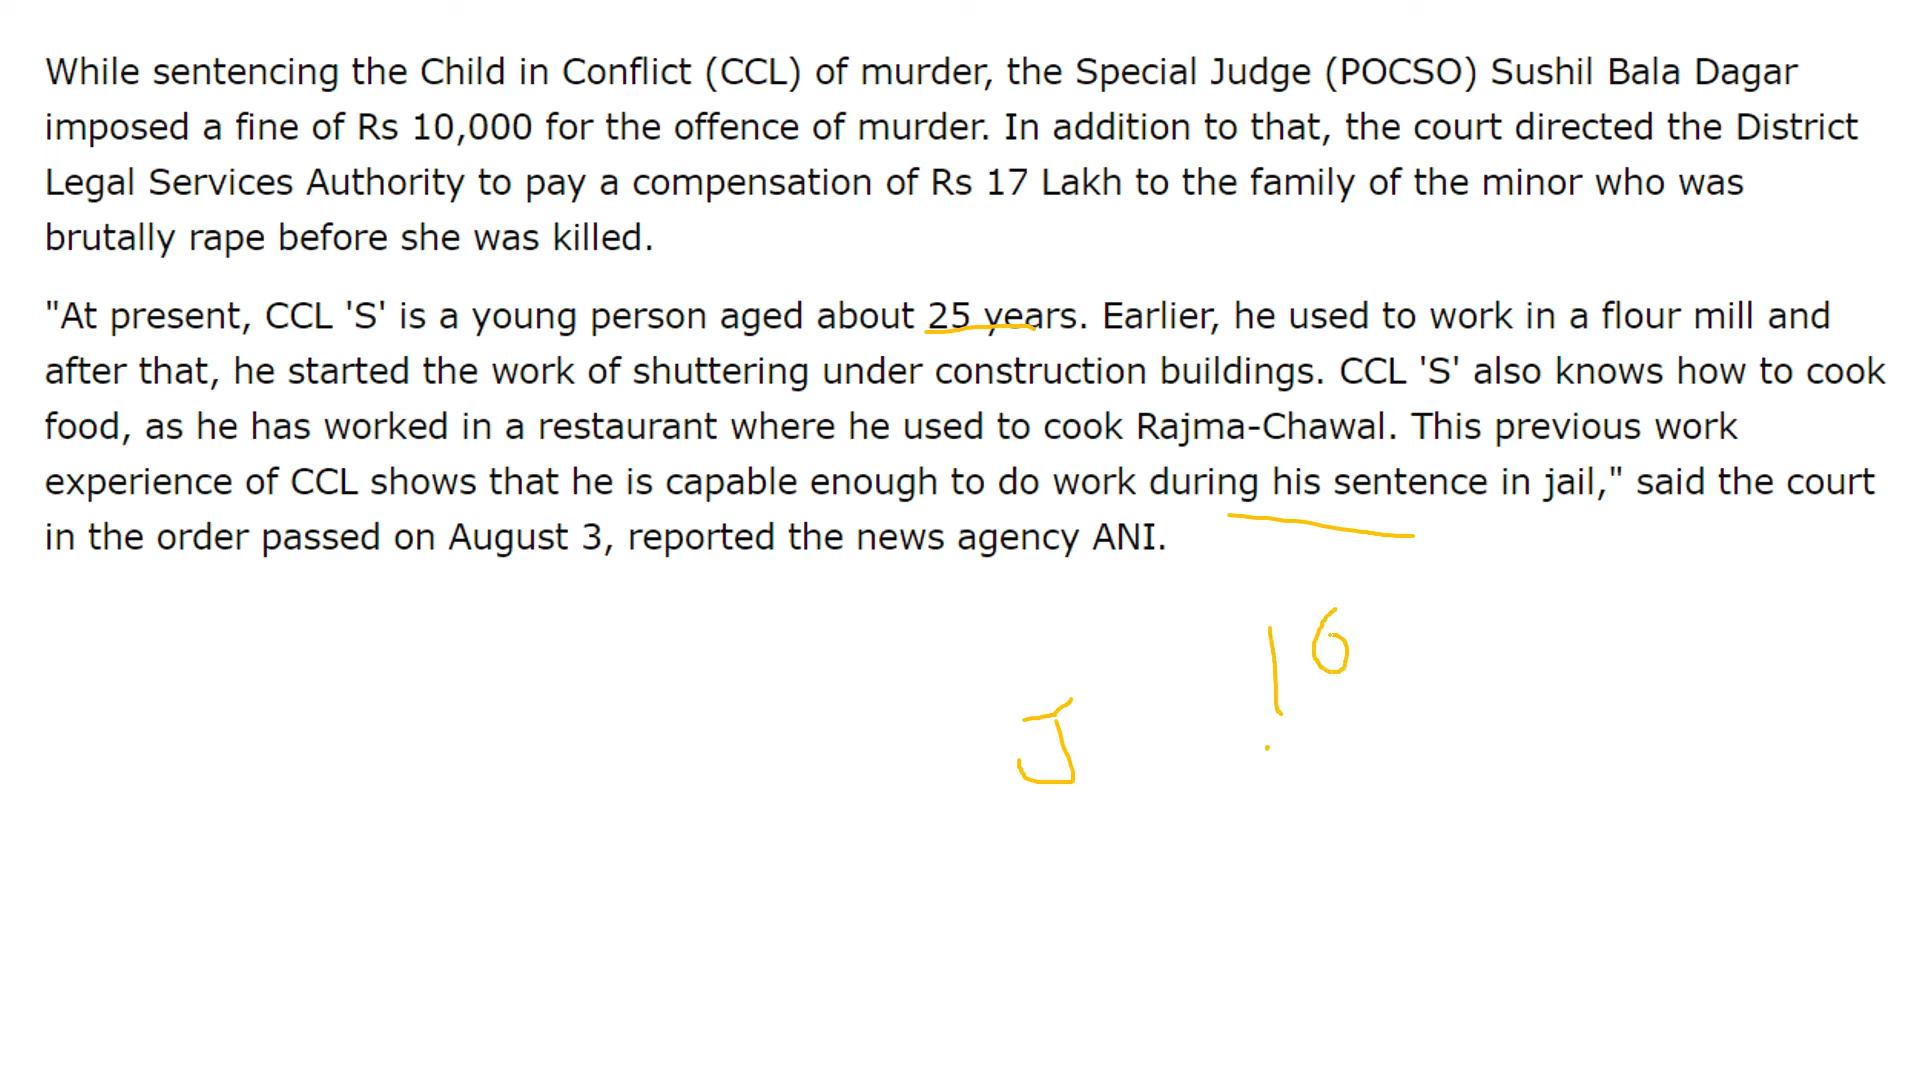 While sentencing the Child in Conflict (CCL) of murder, the Special Judge (POCSO) Sushil Bala Dagar
imposed a fine of Rs 10,000 for the offence of murder. In addition to that, the court directed the District
Legal Services Authority to pay a compensation of Rs 17 Lakh to the family of the minor who was
brutally rape before she was killed.
"At present, CCL 'S' is a young person aged about 25 years. Earlier, he used to work in a flour mill and
after that, he started the work of shuttering under construction buildings. CCL 'S' also knows how to cook
food, as he has worked in a restaurant where he used to cook Rajma-Chawal. This previous work
experience of CCL shows that he is capable enough to do work during his sentence in jail," said the court
in the order passed on August 3, reported the news agency ANI.
16
J